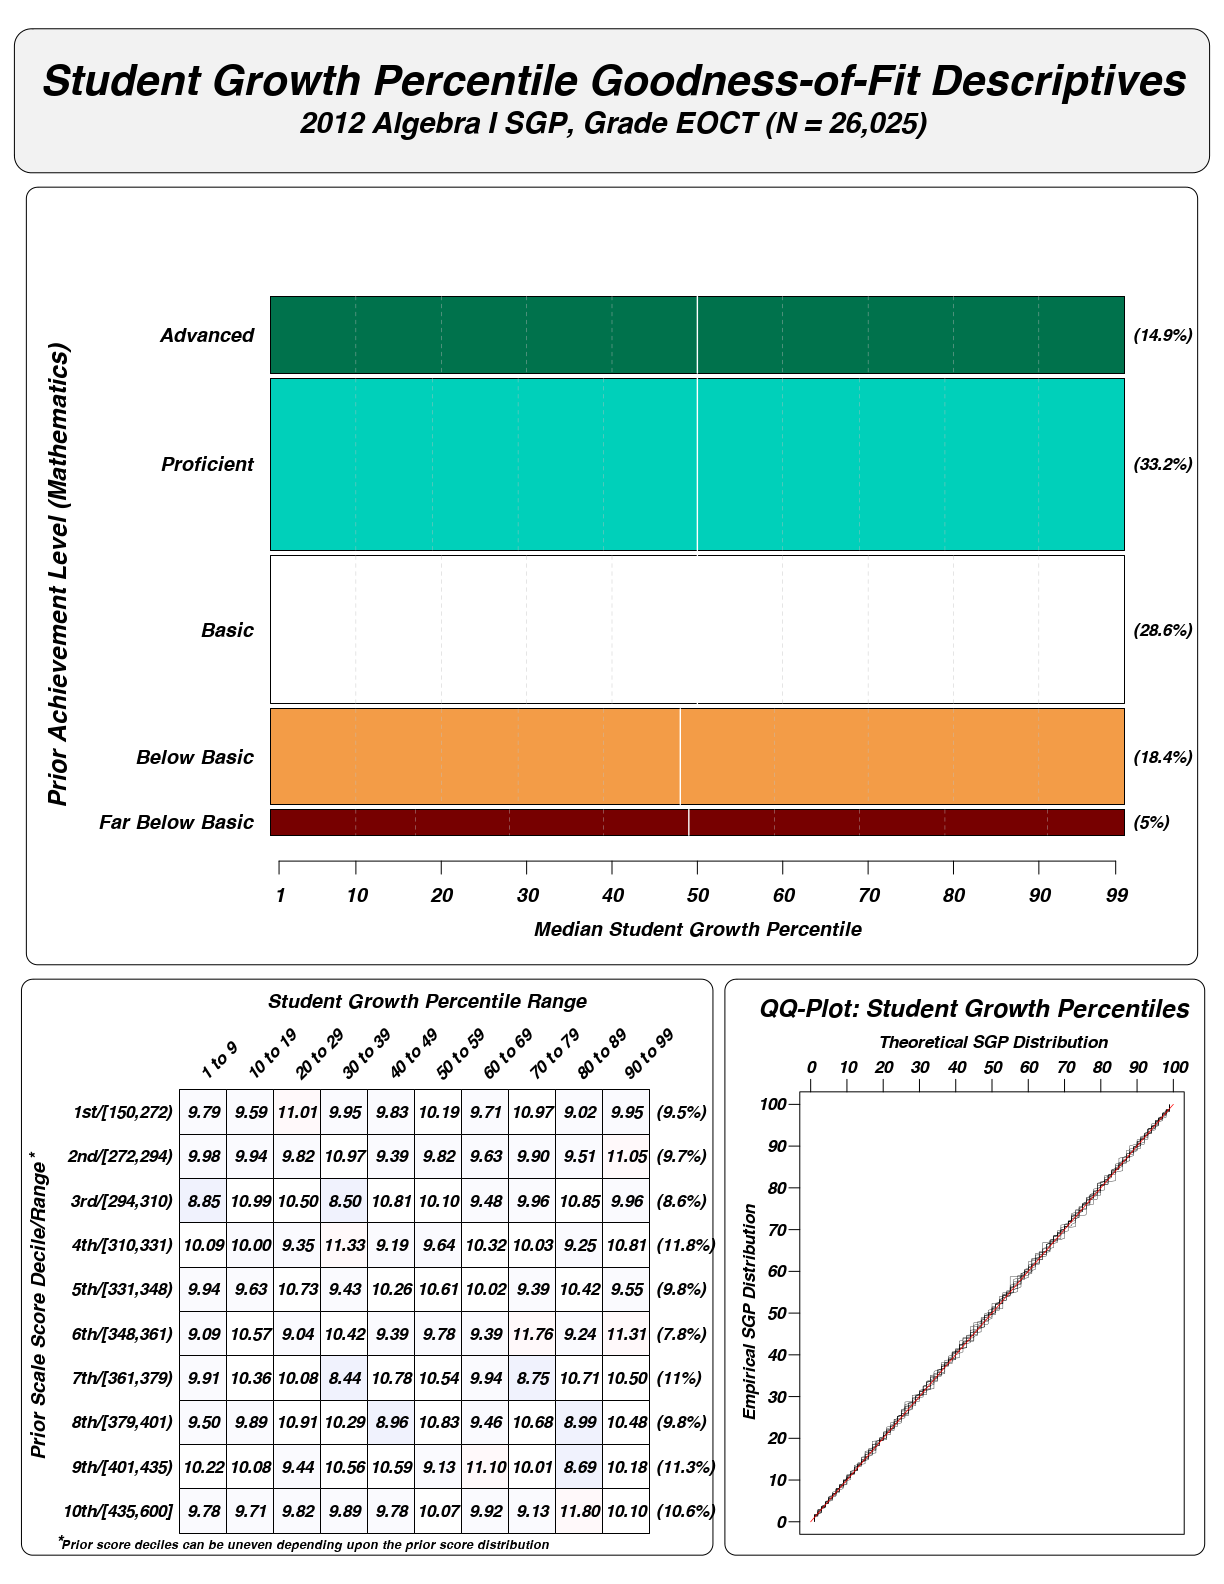 Student Growth Percentile Goodness-of-Fit Descriptives
2012 Algebra I SGP, Grade EOCT (N = 26,025)
Prior Achievement Level (Mathematics)
Advanced (14.9%)
Proficient (33.2%)
Basic (28.6%)
Below Basic (18.4%)
Far Below Basic (5%)
1 10 20 30 40 50 60 70 80 90 99
Median Student Growth Percentile
Student Growth Percentile Range
1 to 9 10 to 19 20 to 29 30 to 39 40 to 49 50 to 59 60 to 69 70 to 79 80 to 89 90 to 99
Prior Scale Score Decile/Range*
1st/[150,272) 9.79 9.59 11.01 9.95 9.83 10.19 9.71 10.97 9.02 9.95 (9.5%)
2nd/[272,294) 9.98 9.94 9.82 10.97 9.39 9.82 9.63 9.90 9.51 11.05 (9.7%)
3rd/[294,310) 8.85 10.99 10.50 8.50 10.81 10.10 9.48 9.96 10.85 9.96 (8.6%)
4th/[310,331) 10.09 10.00 9.35 11.33 9.19 9.64 10.32 10.03 9.25 10.81 (11.8%)
5th/[331,348) 9.94 9.63 10.73 9.43 10.26 10.61 10.02 9.39 10.42 9.55 (9.8%)
6th/[348,361) 9.09 10.57 9.04 10.42 9.39 9.78 9.39 11.76 9.24 11.31 (7.8%)
7th/[361,379) 9.91 10.36 10.08 8.44 10.78 10.54 9.94 8.75 10.71 10.50 (11%)
8th/[379,401) 9.50 9.89 10.91 10.29 8.96 10.83 9.46 10.68 8.99 10.48 (9.8%)
9th/[401,435) 10.22 10.08 9.44 10.56 10.59 9.13 11.10 10.01 8.69 10.18 (11.3%)
10th/[435,600] 9.78 9.71 9.82 9.89 9.78 10.07 9.92 9.13 11.80 10.10 (10.6%)
*Prior score deciles can be uneven depending upon the prior score distribution
QQ-Plot: Student Growth Percentiles
Theoretical SGP Distribution
0 10 20 30 40 50 60 70 80 90 100
Empirical SGP Distribution
100
90
80
70
60
50
40
30
20
10
0